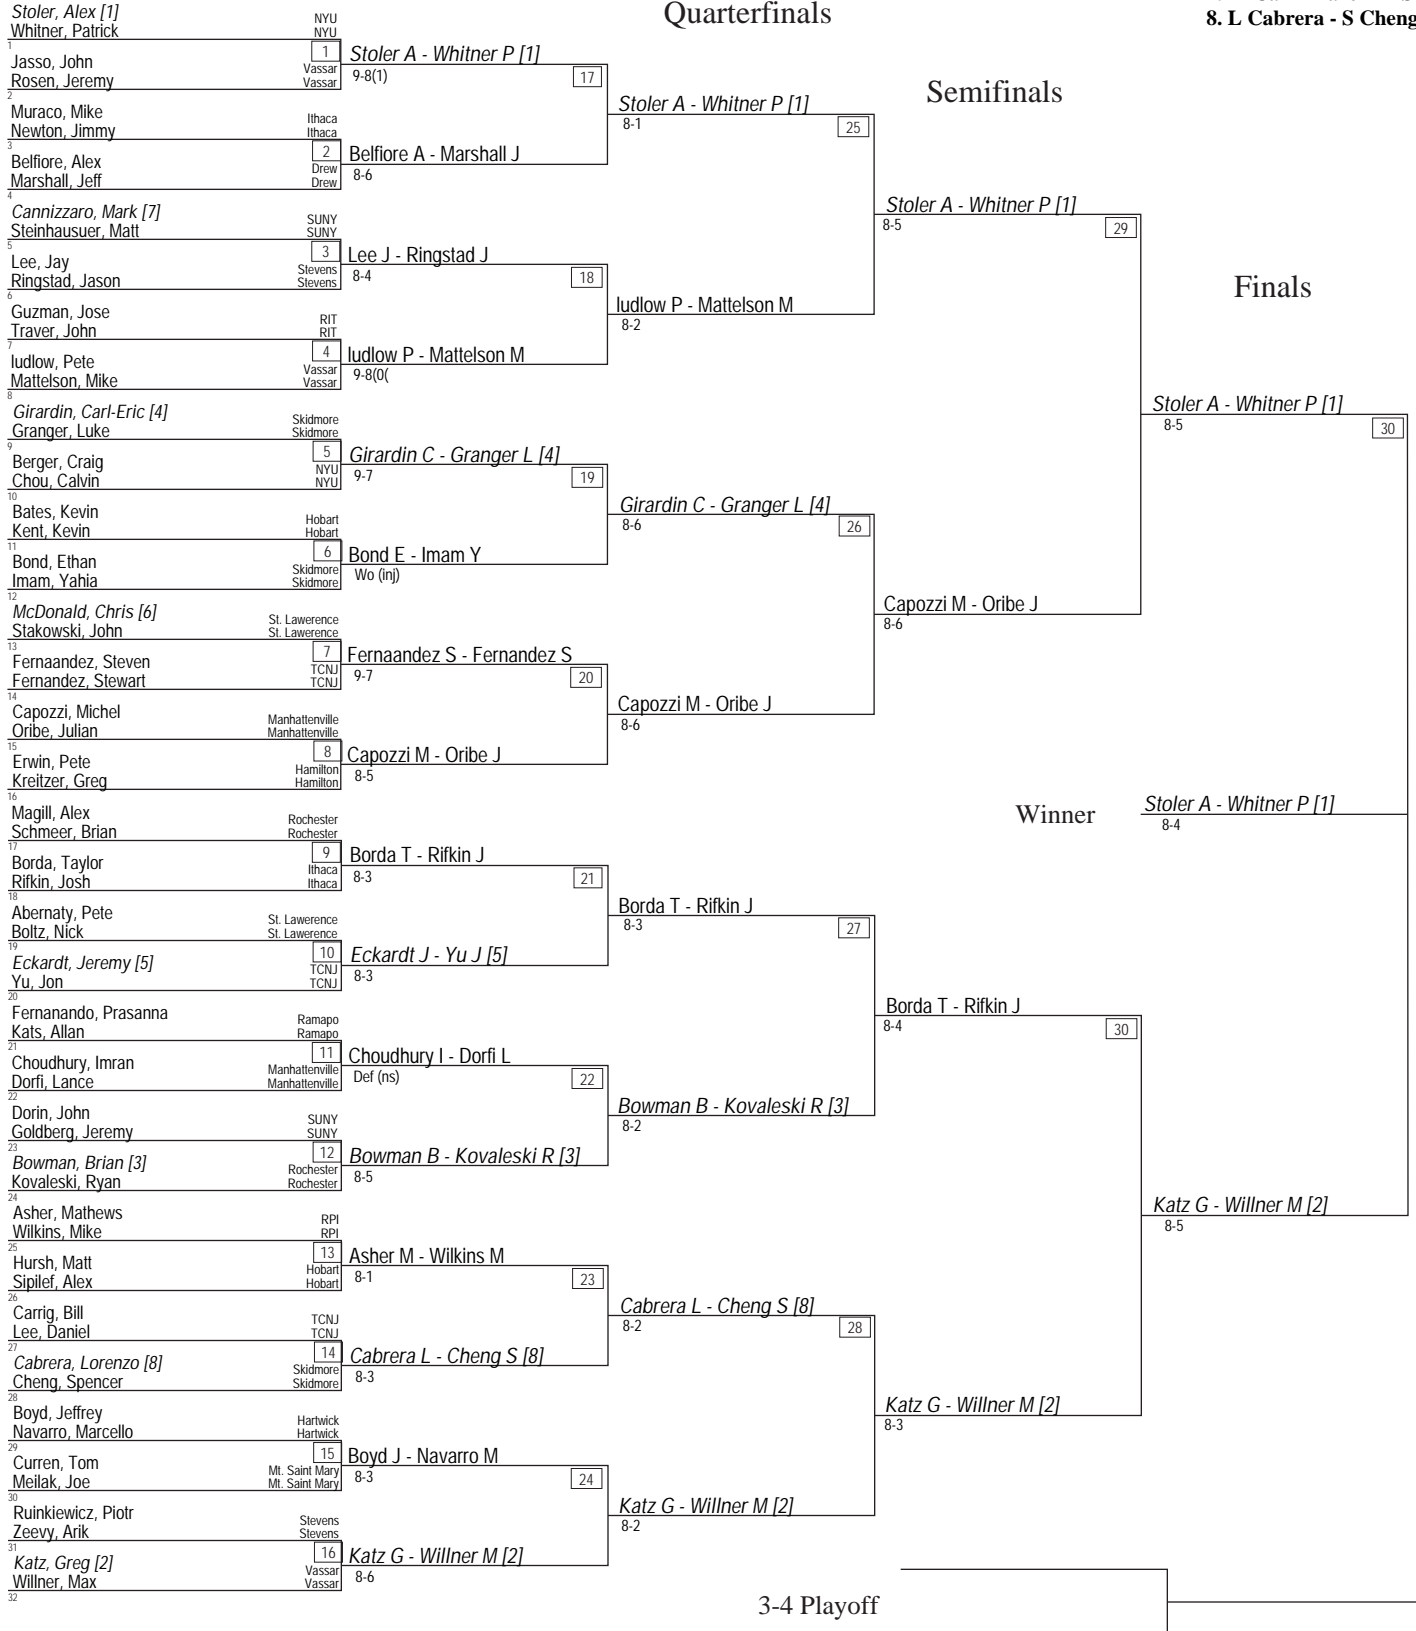 Quarterfinals
8. L Cabrera - S Cheng
Semifinals
Finals
Stoler, Alex [1] NYU
Whitner, Patrick NYU
1
Jasso, John Vassar
Rosen, Jeremy Vassar
2
Muraco, Mike Ithaca
Newton, Jimmy Ithaca
3
Belfiore, Alex Drew
Marshall, Jeff Drew
4
Cannizzaro, Mark [7] SUNY
Steinhausuer, Matt SUNY
5
Lee, Jay Stevens
Ringstad, Jason Stevens
6
Guzman, Jose RIT
Traver, John RIT
7
ludlow, Pete Vassar
Mattelson, Mike Vassar
8
Girardin, Carl-Eric [4] Skidmore
Granger, Luke Skidmore
9
Berger, Craig NYU
Chou, Calvin NYU
10
Bates, Kevin Hobart
Kent, Kevin Hobart
11
Bond, Ethan Skidmore
Imam, Yahia Skidmore
12
McDonald, Chris [6] St. Lawerence
Stakowski, John St. Lawerence
13
Fernaandez, Steven TCNJ
Fernandez, Stewart TCNJ
14
Capozzi, Michel Manhattenville
Oribe, Julian Manhattenville
15
Erwin, Pete Hamilton
Kreitzer, Greg Hamilton
16
Magill, Alex Rochester
Schmeer, Brian Rochester
17
Borda, Taylor Ithaca
Rifkin, Josh Ithaca
18
Abernaty, Pete St. Lawerence
Boltz, Nick St. Lawerence
19
Eckardt, Jeremy [5] TCNJ
Yu, Jon TCNJ
20
Fernanando, Prasanna Ramapo
Kats, Allan Ramapo
21
Choudhury, Imran Manhattenville
Dorfi, Lance Manhattenville
22
Dorin, John SUNY
Goldberg, Jeremy SUNY
23
Bowman, Brian [3] Rochester
Kovaleski, Ryan Rochester
24
Asher, Mathews RPI
Wilkins, Mike RPI
25
Hursh, Matt Hobart
Sipilef, Alex Hobart
26
Carrig, Bill TCNJ
Lee, Daniel TCNJ
27
Cabrera, Lorenzo [8] Skidmore
Cheng, Spencer Skidmore
28
Boyd, Jeffrey Hartwick
Navarro, Marcello Hartwick
29
Curren, Tom Mt. Saint Mary
Meilak, Joe Mt. Saint Mary
30
Ruinkiewicz, Piotr Stevens
Zeevy, Arik Stevens
31
Katz, Greg [2] Vassar
Willner, Max Vassar
32
1 Stoler A - Whitner P [1]
9-8(1)
2 Belfiore A - Marshall J
8-6
3 Lee J - Ringstad J
8-4
4 ludlow P - Mattelson M
9-8(0(
5 Girardin C - Granger L [4]
9-7
6 Bond E - Imam Y
Wo (inj)
7 Fernaandez S - Fernandez S
9-7
8 Capozzi M - Oribe J
8-5
9 Borda T - Rifkin J
8-3
10 Eckardt J - Yu J [5]
8-3
11 Choudhury I - Dorfi L
Def (ns)
12 Bowman B - Kovaleski R [3]
8-5
13 Asher M - Wilkins M
8-1
14 Cabrera L - Cheng S [8]
8-3
15 Boyd J - Navarro M
8-3
16 Katz G - Willner M [2]
8-6
17 Stoler A - Whitner P [1]
8-1
18 ludlow P - Mattelson M
8-2
19 Girardin C - Granger L [4]
8-6
20 Capozzi M - Oribe J
8-6
21 Borda T - Rifkin J
8-3
22 Bowman B - Kovaleski R [3]
8-2
23 Cabrera L - Cheng S [8]
8-2
24 Katz G - Willner M [2]
8-2
25 Stoler A - Whitner P [1]
8-5
26 Capozzi M - Oribe J
8-6
27 Borda T - Rifkin J
8-4
28 Katz G - Willner M [2]
8-3
29 Stoler A - Whitner P [1]
8-5
30 Katz G - Willner M [2]
8-5
30
Winner Stoler A - Whitner P [1]
8-4
3-4 Playoff